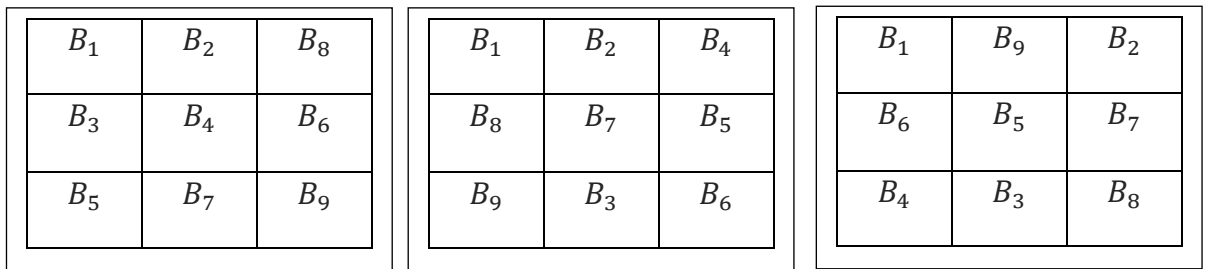 B₁ B₂ B₈
B₃ B₄ B₆
B₅ B₇ B₉
B₁ B₂ B₄
B₈ B₇ B₅
B₉ B₃ B₆
B₁ B₉ B₂
B₆ B₅ B₇
B₄ B₃ B₈